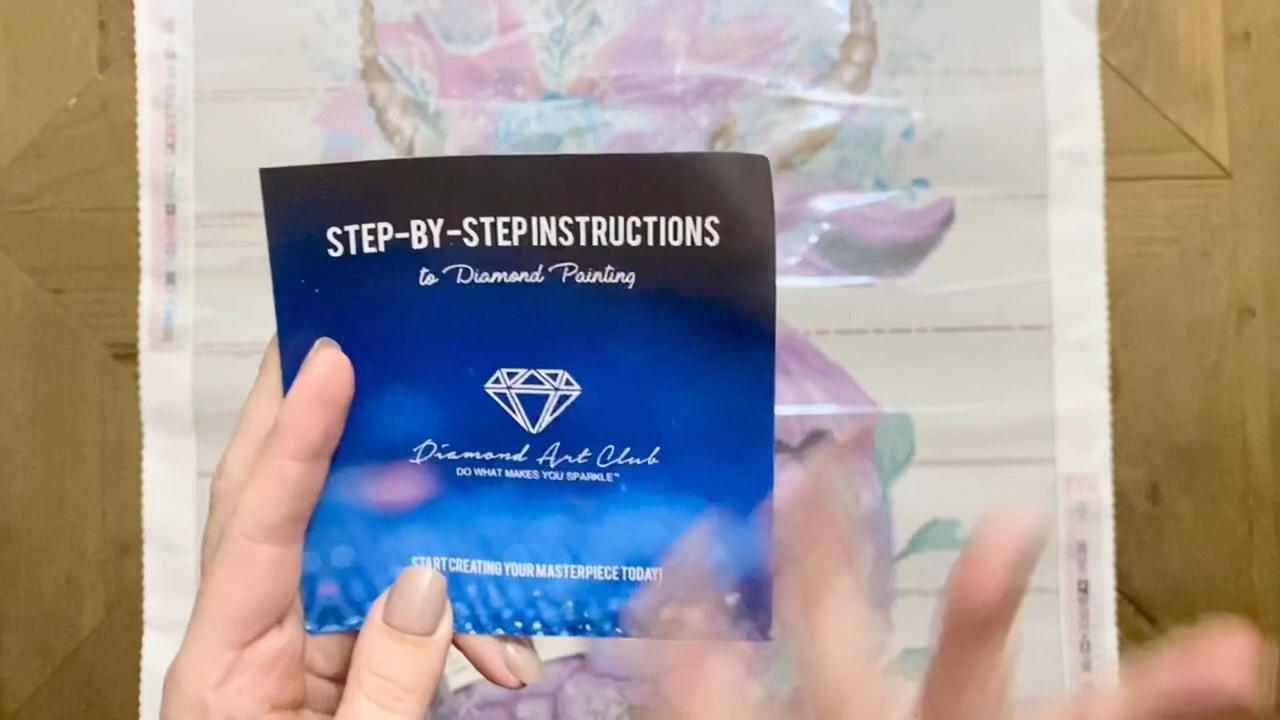 STEP-BY-STEP INSTRUCTIONS
to Diamond Painting
Diamond Art Club
DO WHAT MAKES YOU SPARKLE™
START CREATING YOUR MASTERPIECE TODAY!